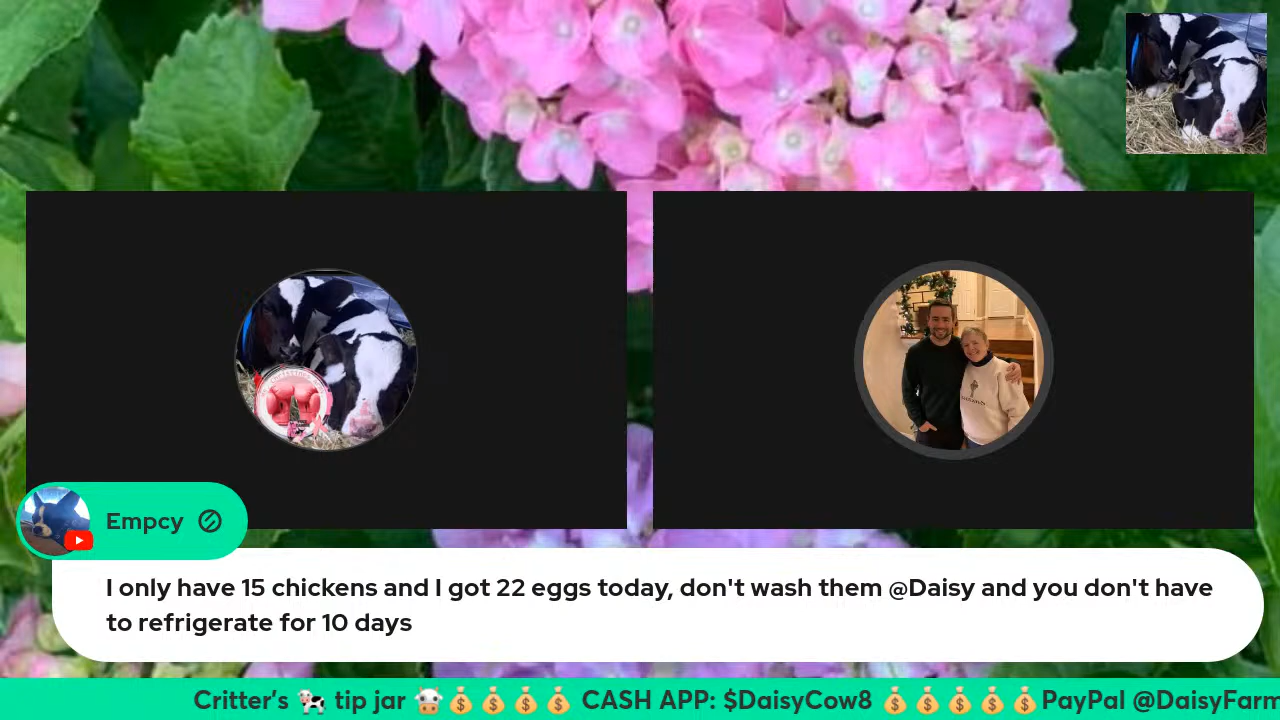 Empcy
I only have 15 chickens and I got 22 eggs today, don't wash them @Daisy and you don't have
to refrigerate for 10 days
Critter's 🐄 tip jar 🐮💰💰💰💰 CASH APP: $DaisyCow8 💰💰💰💰💰PayPal @DaisyFarm